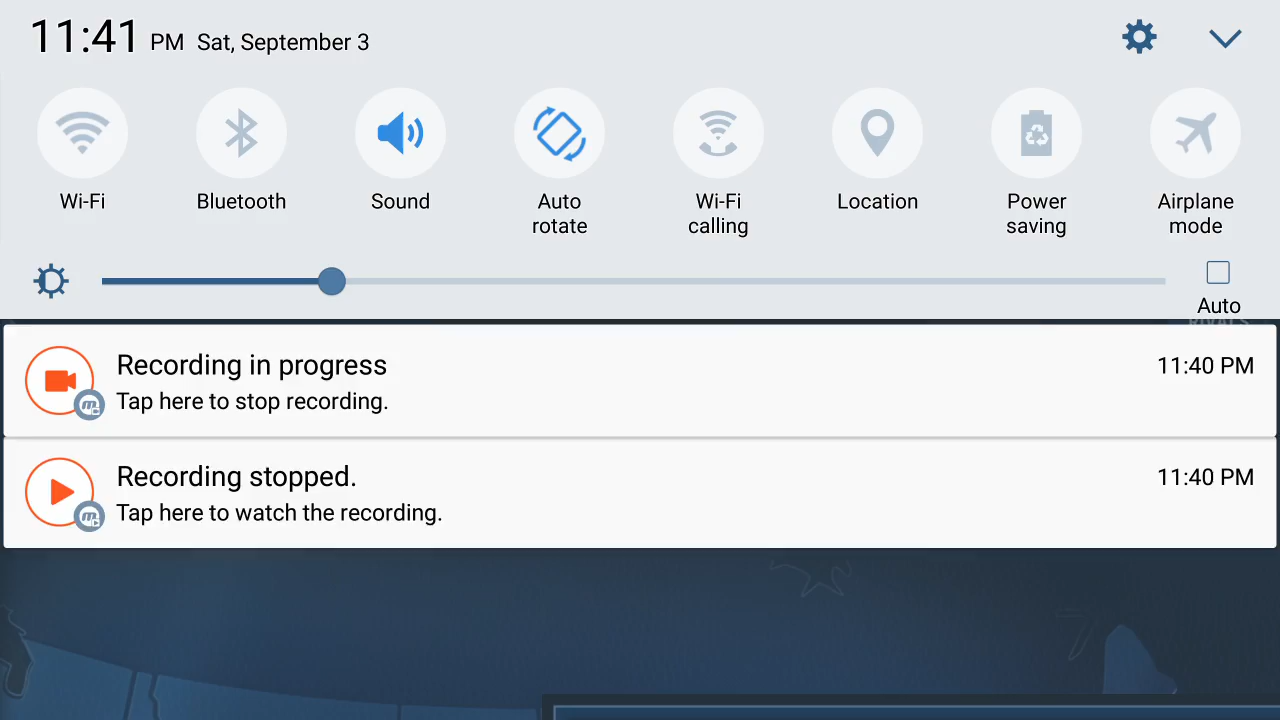 11:41 PM Sat, September 3
Wi-Fi
Bluetooth
Sound
Auto
rotate
Wi-Fi
calling
Location
Power
saving
Airplane
mode
Auto
Recording in progress
11:40 PM
Tap here to stop recording.
Recording stopped.
11:40 PM
Tap here to watch the recording.